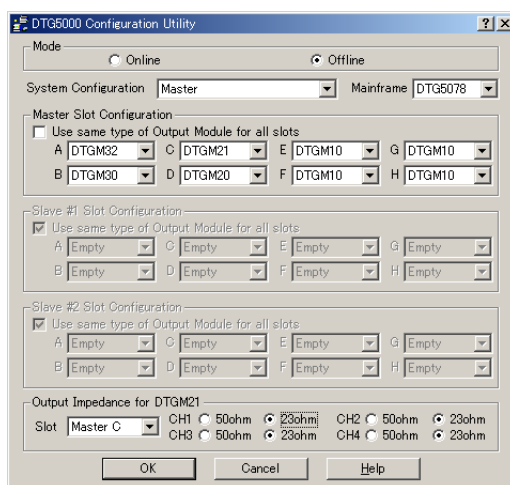 DTG5000 Configuration Utility
Mode
Online Offline
System Configuration Master Mainframe DTG5078
Master Slot Configuration
Use same type of Output Module for all slots
A DTGM32 C DTGM21 E DTGM10 G DTGM10
B DTGM30 D DTGM20 F DTGM10 H DTGM10
Slave #1 Slot Configuration
Use same type of Output Module for all slots
A Empty C Empty E Empty G Empty
B Empty D Empty F Empty H Empty
Slave #2 Slot Configuration
Use same type of Output Module for all slots
A Empty C Empty E Empty G Empty
B Empty D Empty F Empty H Empty
Output Impedance for DTGM21
Slot Master C CH1 50ohm 23ohm CH2 50ohm 23ohm
CH3 50ohm 23ohm CH4 50ohm 23ohm
OK Cancel Help